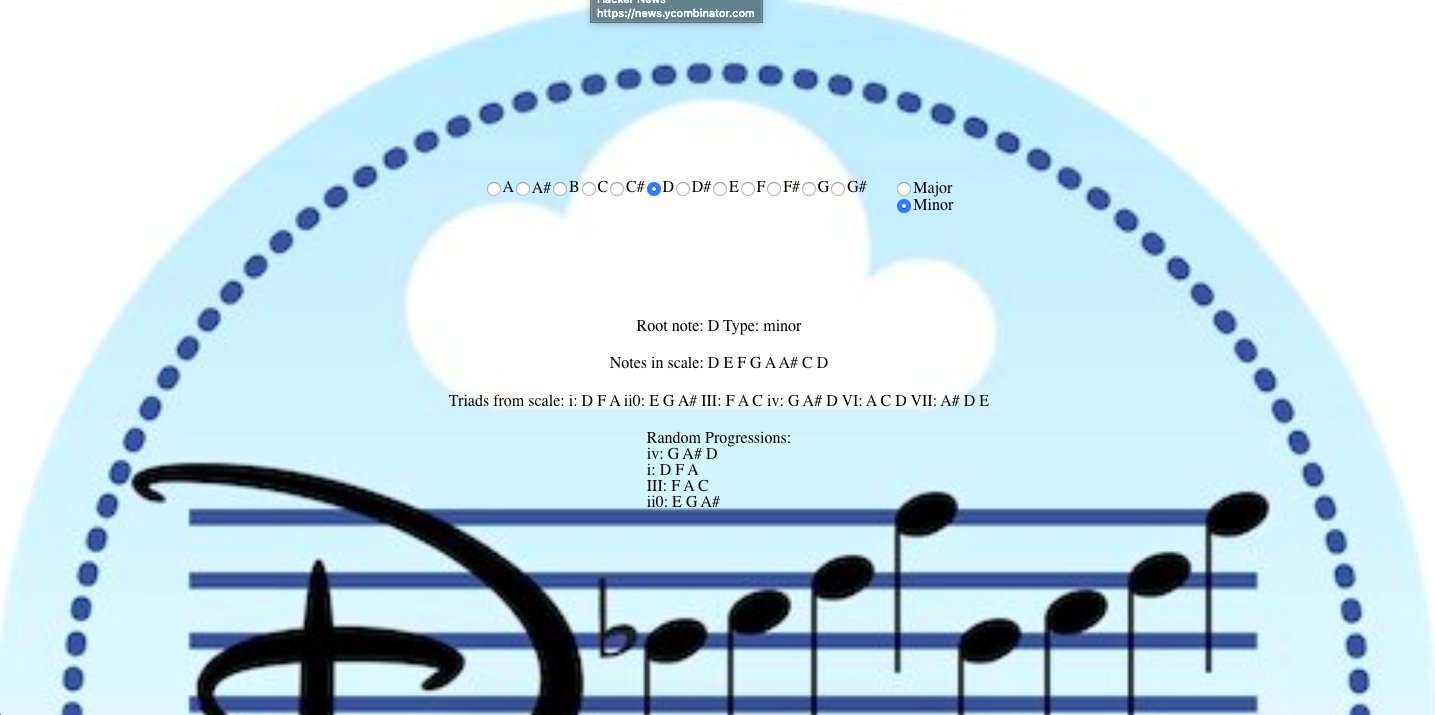 Hacker News
https://news.ycombinator.com
A A# B C C# D D# E F F# G G# Major
Minor
Root note: D Type: minor
Notes in scale: D E F G A A# C D
Triads from scale: i: D F A ii0: E G A# III: F A C iv: G A# D VI: A C D VII: A# D E
Random Progressions:
iv: G A# D
i: D F A
III: F A C
ii0: E G A#